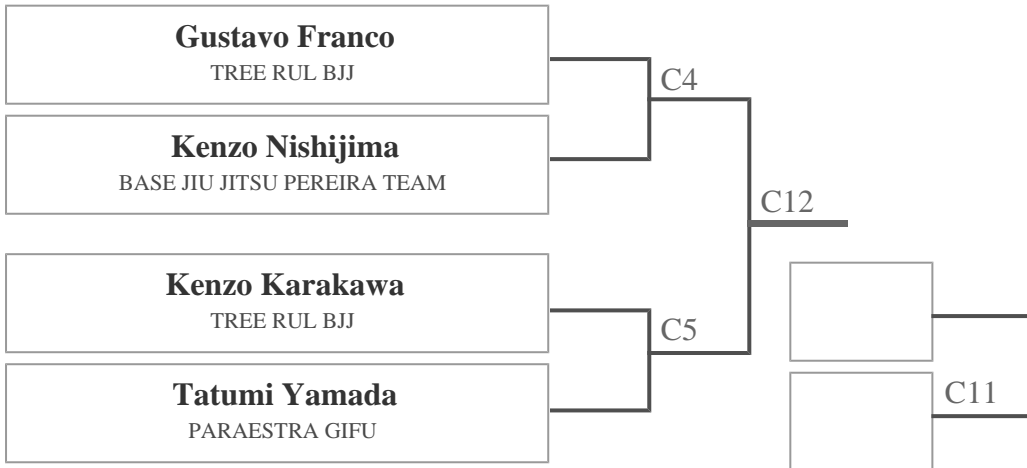 Gustavo Franco
TREE RUL BJJ
C4
Kenzo Nishijima
BASE JIU JITSU PEREIRA TEAM
C12
Kenzo Karakawa
TREE RUL BJJ
C5
Tatumi Yamada
PARAESTRA GIFU
C11